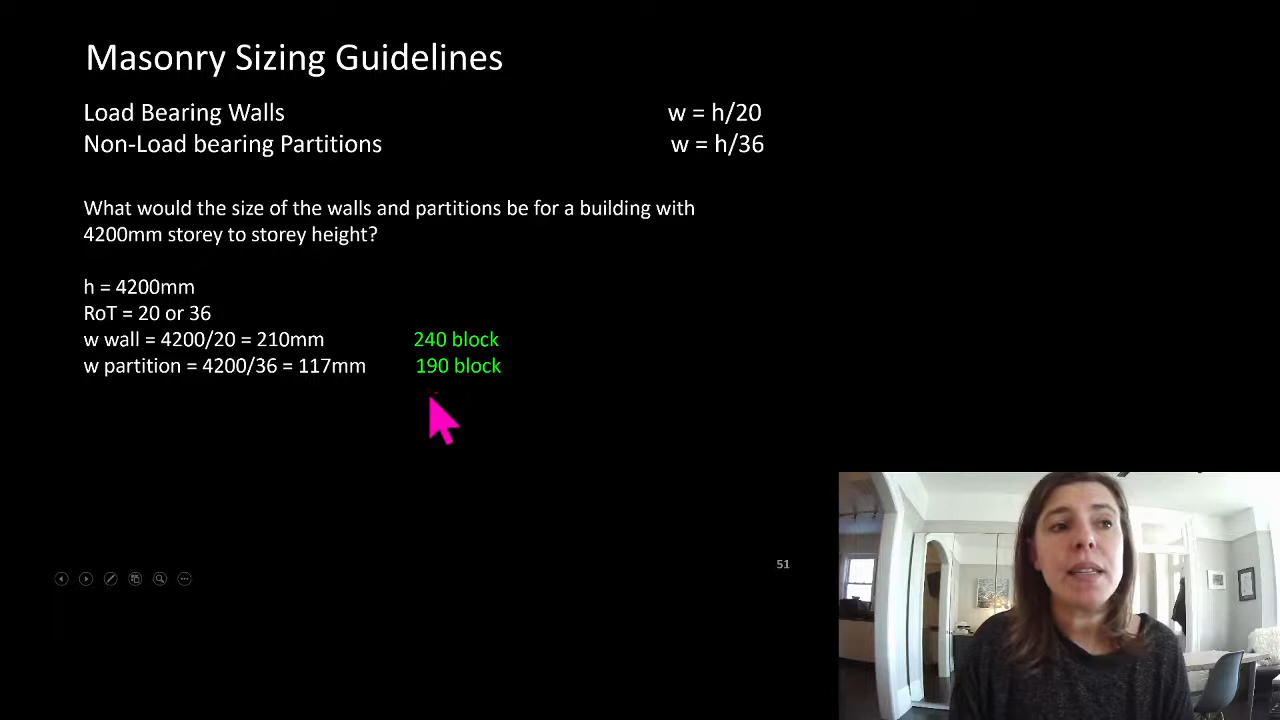 Masonry Sizing Guidelines
Load Bearing Walls w = h/20
Non-Load bearing Partitions w = h/36
What would the size of the walls and partitions be for a building with
4200mm storey to storey height?
h = 4200mm
RoT = 20 or 36
w wall = 4200/20 = 210mm 240 block
w partition = 4200/36 = 117mm 190 block
51